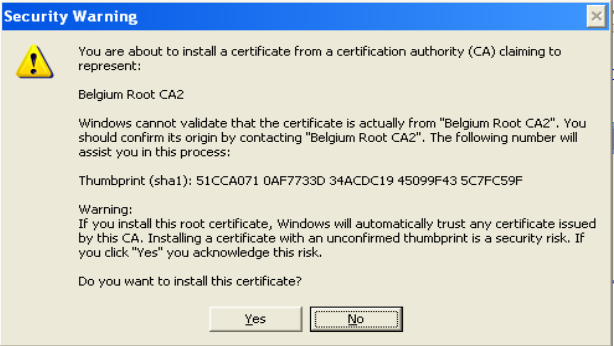 Security Warning
You are about to install a certificate from a certification authority (CA) claiming to
represent:
Belgium Root CA2
Windows cannot validate that the certificate is actually from "Belgium Root CA2". You
should confirm its origin by contacting "Belgium Root CA2". The following number will
assist you in this process:
Thumbprint (sha1): 51CCA071 0AF7733D 34ACDC19 45099F43 5C7FC59F
Warning:
If you install this root certificate, Windows will automatically trust any certificate issued
by this CA. Installing a certificate with an unconfirmed thumbprint is a security risk. If
you click "Yes" you acknowledge this risk.
Do you want to install this certificate?
Yes No